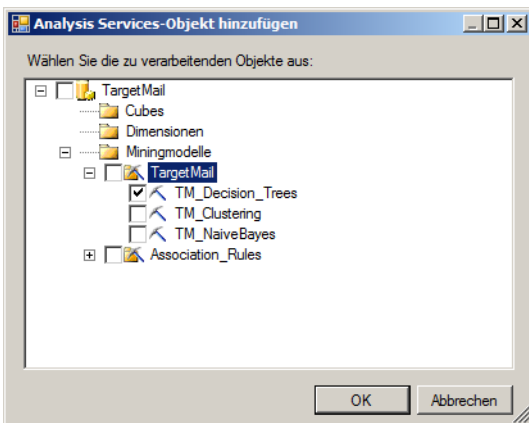 Analysis Services-Objekt hinzufügen
Wählen Sie die zu verarbeitenden Objekte aus:
TargetMail
Cubes
Dimensionen
Miningmodelle
TargetMail
TM_Decision_Trees
TM_Clustering
TM_NaiveBayes
Association_Rules
OK Abbrechen